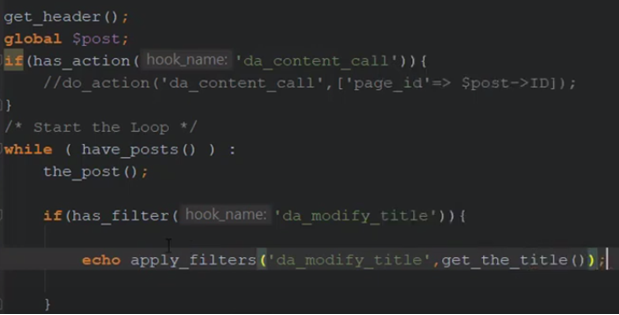 get_header();
global $post;
if(has_action( hook_name: 'da_content_call')){
//do_action('da_content_call',['page_id'=> $post->ID]);
}
/* Start the Loop */
while ( have_posts() ) :
the_post();
if(has_filter( hook_name: 'da_modify_title')){
echo apply_filters('da_modify_title',get_the_title());
}